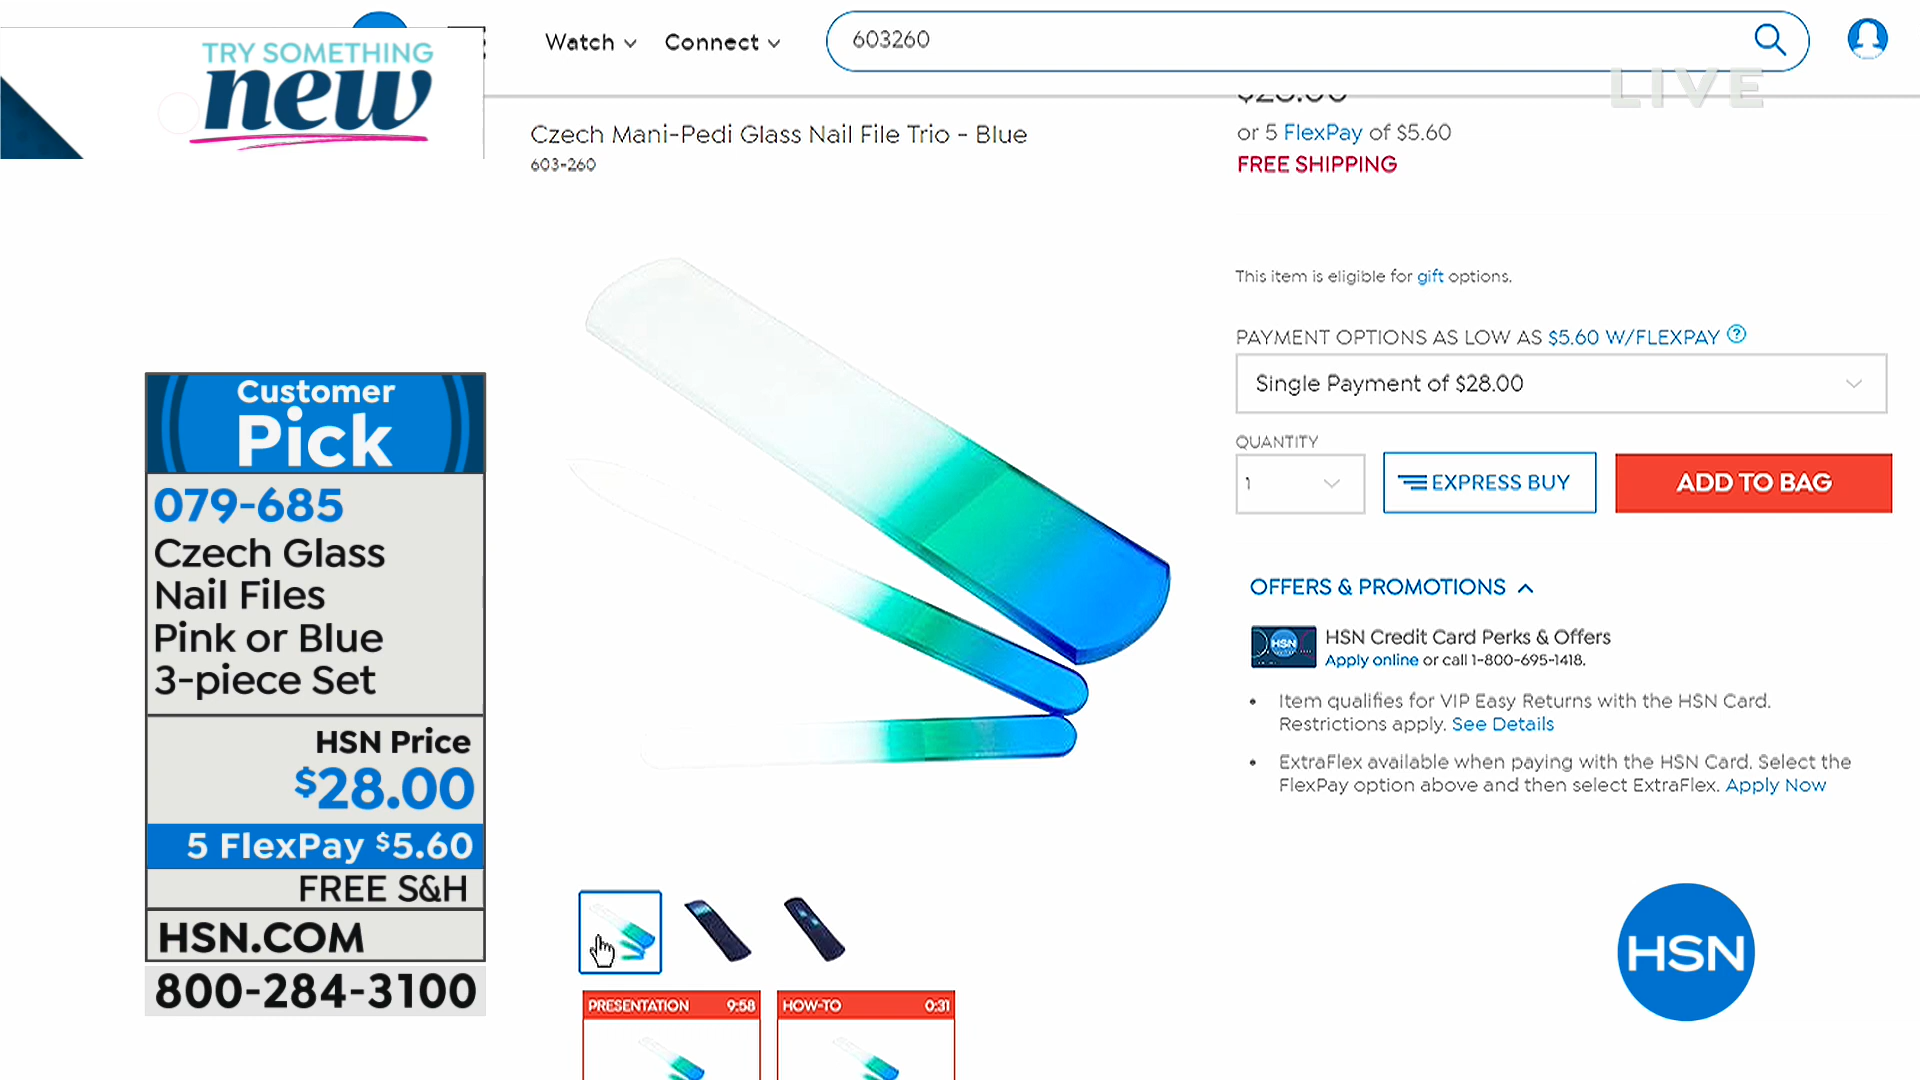 TRY SOMETHING
new
Watch
Connect
603260
LIVE
$28.00
Czech Mani-Pedi Glass Nail File Trio - Blue
603-260
or 5 FlexPay of $5.60
FREE SHIPPING
This item is eligible for gift options.
PAYMENT OPTIONS AS LOW AS $5.60 W/FLEXPAY ?
Single Payment of $28.00
QUANTITY
1
EXPRESS BUY
ADD TO BAG
OFFERS & PROMOTIONS
HSN
HSN Credit Card Perks & Offers
Apply online or call 1-800-695-1418.
• Item qualifies for VIP Easy Returns with the HSN Card.
Restrictions apply. See Details
• ExtraFlex available when paying with the HSN Card. Select the
FlexPay option above and then select ExtraFlex. Apply Now
Customer
Pick
079-685
Czech Glass
Nail Files
Pink or Blue
3-piece Set
HSN Price
$28.00
5 FlexPay $5.60
FREE S&H
HSN.COM
800-284-3100
PRESENTATION 9:58
HOW-TO 0:31
HSN